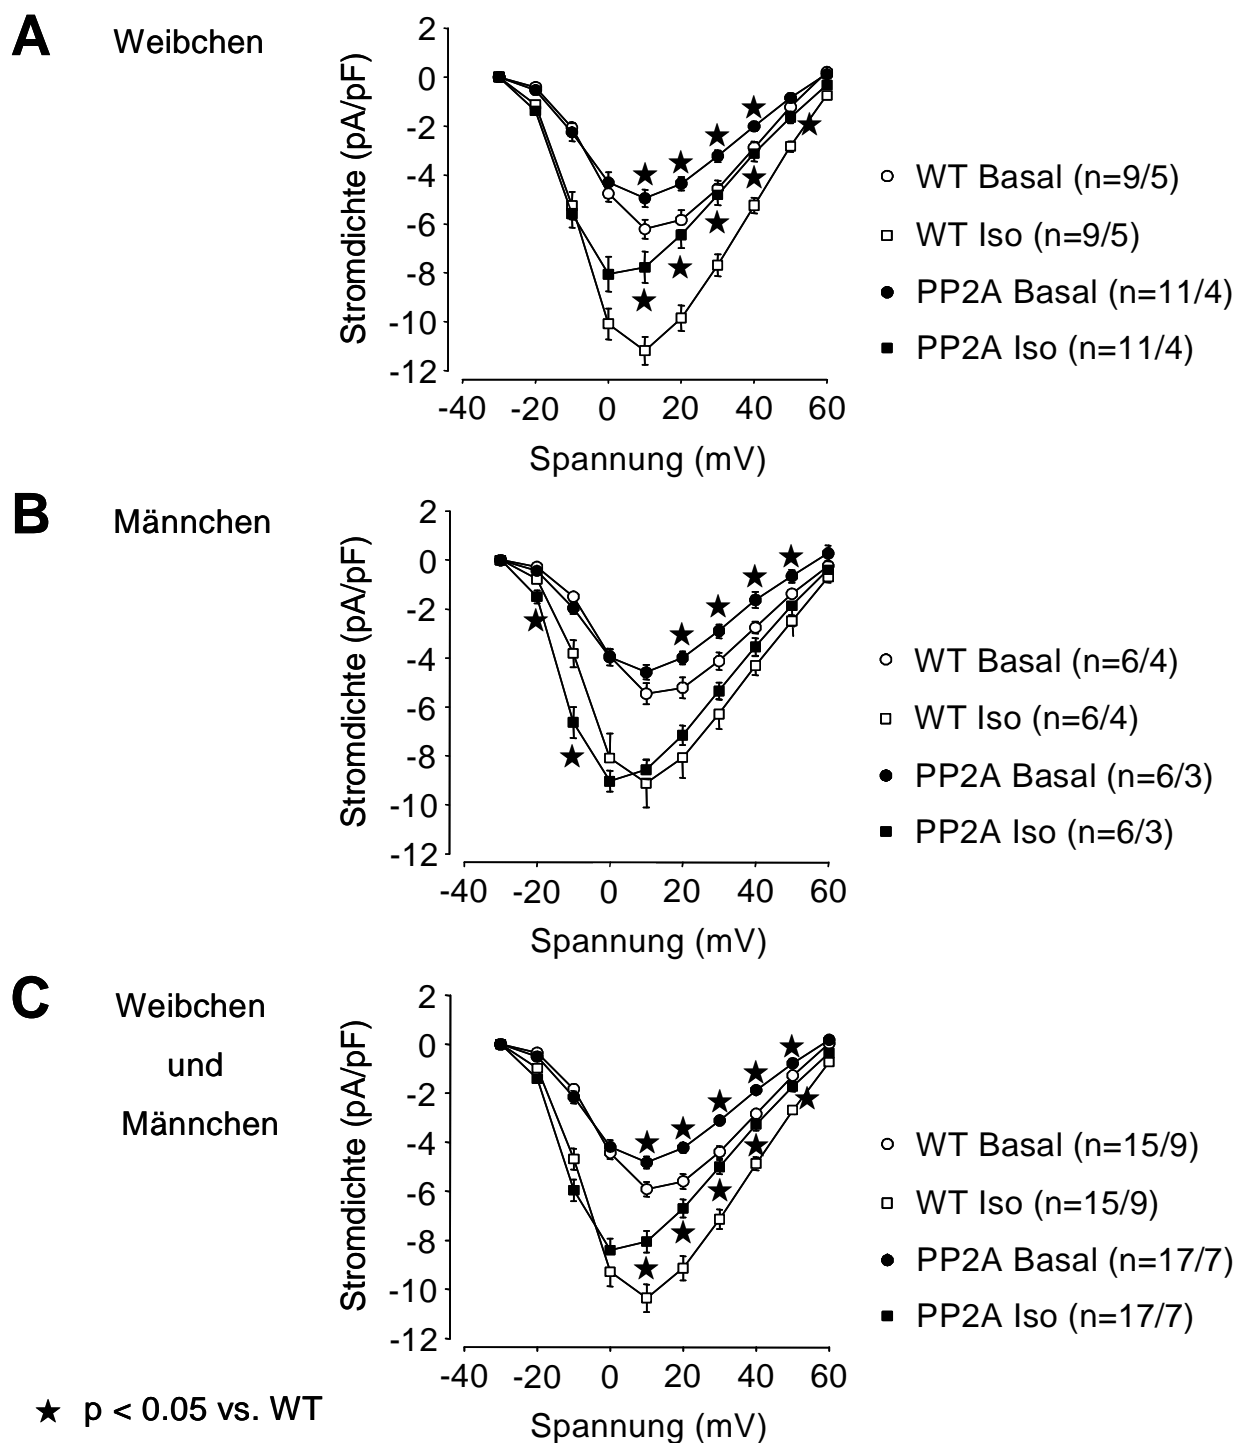 A
Weibchen
Stromdichte (pA/pF)
2
0
-2
-4
-6
-8
-10
-12
-40 -20 0 20 40 60
Spannung (mV)
WT Basal (n=9/5)
WT Iso (n=9/5)
PP2A Basal (n=11/4)
PP2A Iso (n=11/4)
B
Männchen
Stromdichte (pA/pF)
2
0
-2
-4
-6
-8
-10
-12
-40 -20 0 20 40 60
Spannung (mV)
WT Basal (n=6/4)
WT Iso (n=6/4)
PP2A Basal (n=6/3)
PP2A Iso (n=6/3)
C
Weibchen
und
Männchen
Stromdichte (pA/pF)
2
0
-2
-4
-6
-8
-10
-12
-40 -20 0 20 40 60
Spannung (mV)
WT Basal (n=15/9)
WT Iso (n=15/9)
PP2A Basal (n=17/7)
PP2A Iso (n=17/7)
★ p < 0.05 vs. WT